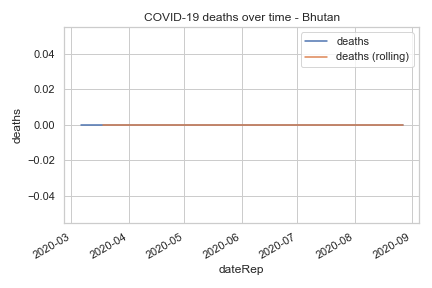 COVID-19 deaths over time - Bhutan
deaths
deaths (rolling)
0.04
0.02
0.00
−0.02
−0.04
deaths
2020-03
2020-04
2020-05
2020-06
2020-07
2020-08
2020-09
dateRep